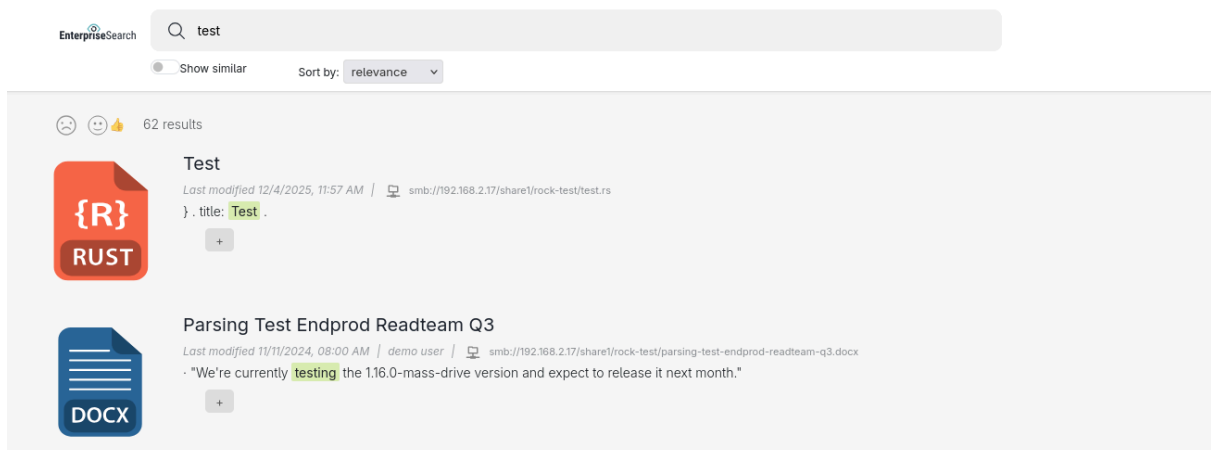 EnterpriseSearch
test
Show similar
Sort by: relevance
62 results
Test
Last modified 12/4/2025, 11:57 AM | smb://192.168.2.17/share1/rock-test/test.rs
} . title: Test .
+
{R}
RUST
Parsing Test Endprod Readteam Q3
Last modified 11/11/2024, 08:00 AM | demo user | smb://192.168.2.17/share1/rock-test/parsing-test-endprod-readteam-q3.docx
· "We're currently testing the 1.16.0-mass-drive version and expect to release it next month."
+
DOCX